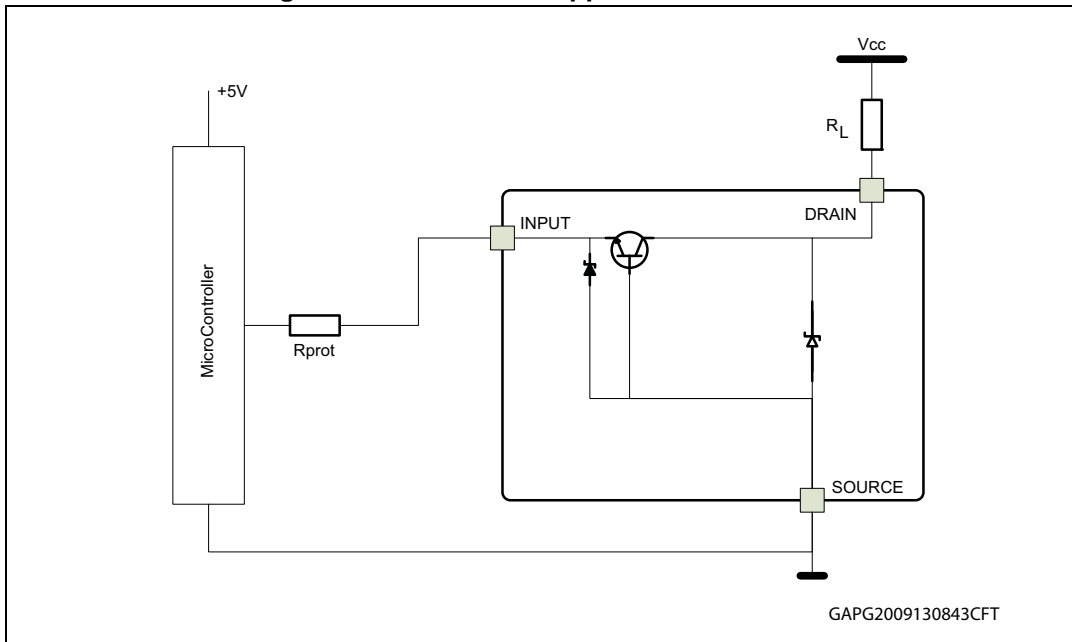 Vcc
+5V
RL
DRAIN
INPUT
MicroController
Rprot
SOURCE
GAPG2009130843CFT